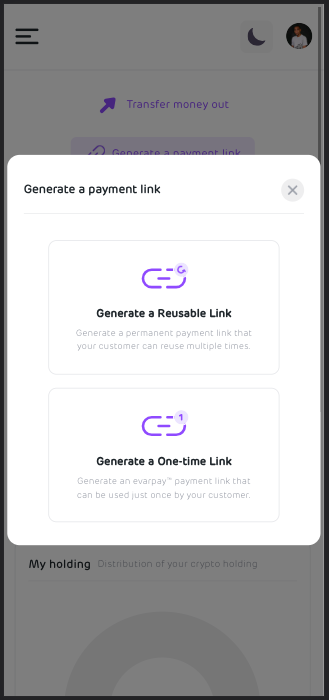 Transfer money out
Generate a payment link
Generate a payment link
Generate a Reusable Link
Generate a permanent payment link that
your customer can reuse multiple times.
1
Generate a One-time Link
Generate an evarpay™ payment link that
can be used just once by your customer.
My holding Distribution of your crypto holding